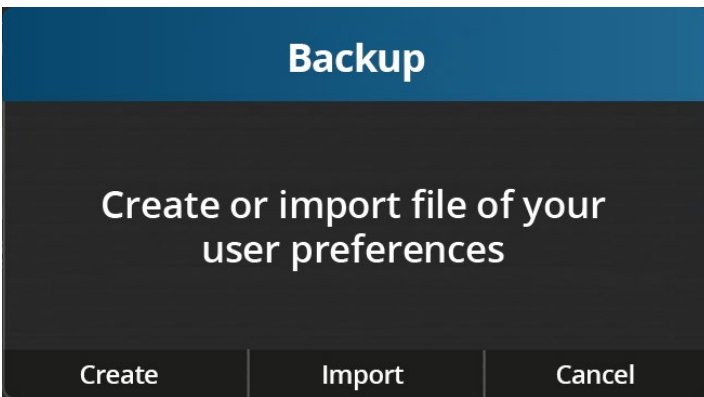 Backup
Create or import file of your
user preferences
Create Import Cancel